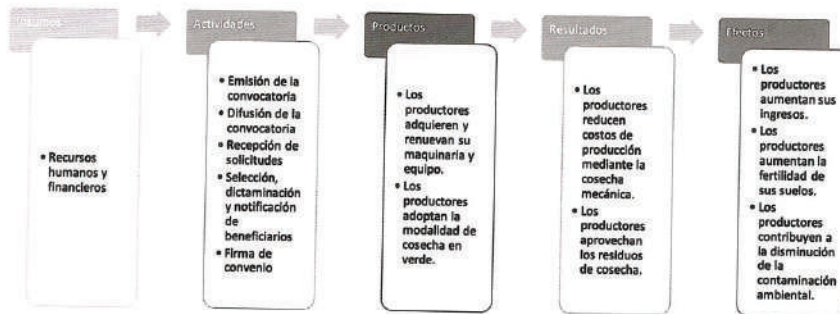 Insumos
Actividades
Productos
Resultados
Efectos
• Recursos
humanos y
financieros
• Emisión de la
convocatoria
• Difusión de la
convocatoria
• Recepción de
solicitudes
• Selección,
dictaminación
y notificación
de
beneficiarios
• Firma de
convenio
• Los
productores
adquieren y
renuevan su
maquinaria y
equipo.
• Los
productores
adoptan la
modalidad de
cosecha en
verde.
• Los
productores
reducen
costos de
producción
mediante la
cosecha
mecánica.
• Los
productores
aprovechan
los residuos
de cosecha.
• Los
productores
aumentan sus
ingresos.
• Los
productores
aumentan la
fertilidad de
sus suelos.
• Los
productores
contribuyen a
la disminución
de la
contaminación
ambiental.